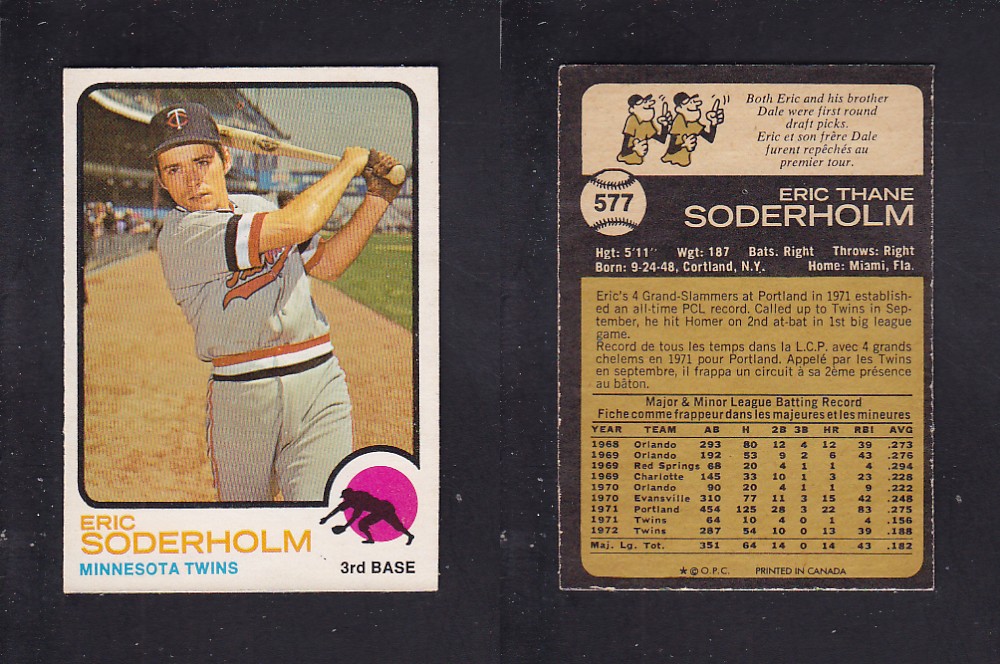 TC
Twins
ERIC
SODERHOLM
MINNESOTA TWINS
3rd BASE
Both Eric and his brother
Dale were first round
draft picks.
Eric et son frère Dale
furent repêchés au
premier tour.
577
ERIC THANE
SODERHOLM
Hgt: 5'11" Wgt: 187 Bats. Right Throws: Right
Born: 9-24-48, Cortland, N.Y. Home: Miami, Fla.
Eric's 4 Grand-Slammers at Portland in 1971 establish-
ed an all-time PCL record. Called up to Twins in Sep-
tember, he hit Homer on 2nd at-bat in 1st big league
game.
Record de tous les temps dans la L.C.P. avec 4 grands
chelems en 1971 pour Portland. Appelé par les Twins
en septembre, il frappa un circuit à sa 2ème présence
au bâton.
Major & Minor League Batting Record
Fiche comme frappeur dans les majeures et les mineures
YEAR TEAM AB H 2B 3B HR RBI AVG
1968 Orlando 293 80 12 4 12 39 .273
1969 Orlando 192 53 9 2 6 43 .276
1969 Red Springs 68 20 4 1 1 4 .294
1969 Charlotte 145 33 10 1 3 23 .228
1970 Orlando 90 20 4 1 1 9 .222
1970 Evansville 310 77 11 3 15 42 .248
1971 Portland 454 125 28 3 22 83 .275
1971 Twins 64 10 4 0 1 4 .156
1972 Twins 287 54 10 0 13 39 .188
Maj. Lg. Tot. 351 64 14 0 14 43 .182
★ © O.P.C. PRINTED IN CANADA